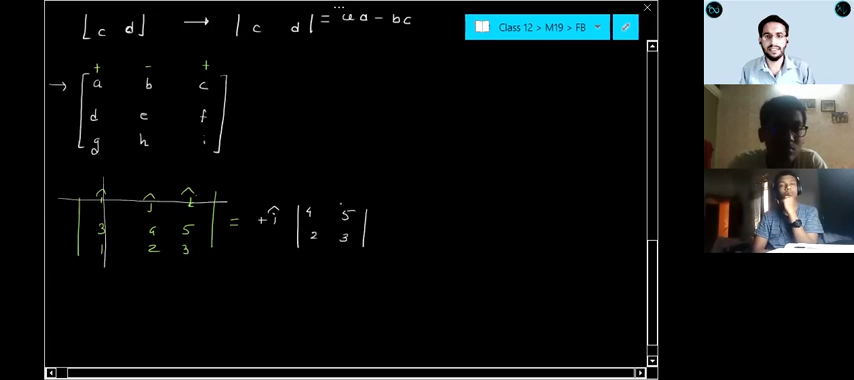 [ c d ] → | c d | = ad - bc
Class 12 > M19 > FB
+ - +
→ [ a b c
d e f
g h i ]
| î ĵ k̂
3 4 5
1 2 3 | = + î | 4 5
2 3 |